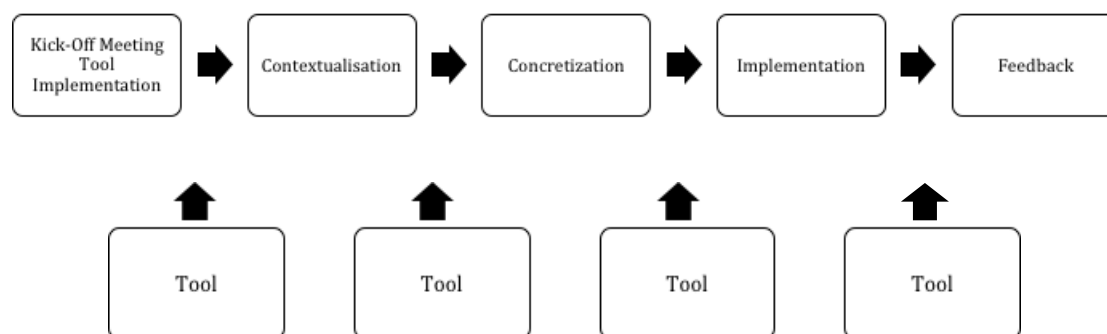 Kick-Off Meeting
Tool
Implementation
Contextualisation
Concretization
Implementation
Feedback
Tool
Tool
Tool
Tool